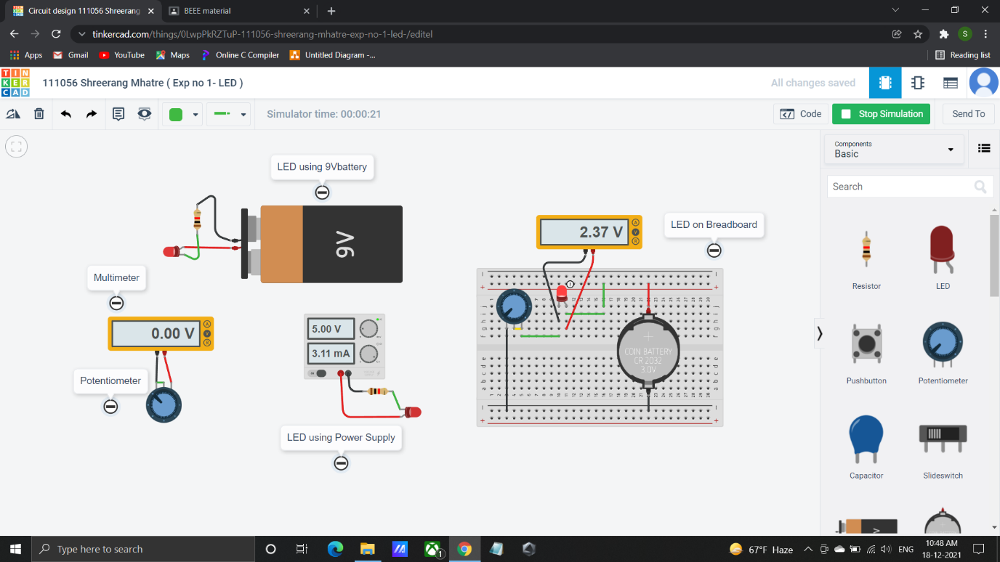 Circuit design 111056 Shreerang
BEEE material
tinkercad.com/things/0LwpPkRZTuP-111056-shreerang-mhatre-exp-no-1-led-/editel
S
Apps
Gmail
YouTube
Maps
Online C Compiler
Untitled Diagram -...
Reading list
TIN
KER
CAD
111056 Shreerang Mhatre ( Exp no 1- LED )
All changes saved
Simulator time: 00:00:21
Code
Stop Simulation
Send To
Components
Basic
Search
Resistor
LED
Pushbutton
Potentiometer
Capacitor
Slideswitch
LED using 9Vbattery
9V
Multimeter
0.00 V
A
V
R
Potentiometer
5.00 V
3.11 mA
LED using Power Supply
2.37 V
A
V
R
LED on Breadboard
COIN BATTERY
CR 2032
3.0V
Type here to search
1
67°F Haze
ENG
10:48 AM
18-12-2021